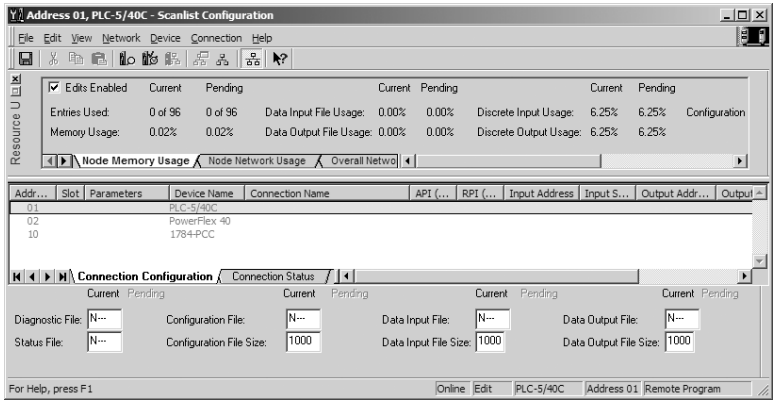 Address 01, PLC-5/40C - Scanlist Configuration
File Edit View Network Device Connection Help
Resource U
Edits Enabled Current Pending Current Pending Current Pending
Entries Used: 0 of 96 0 of 96 Data Input File Usage: 0.00% 0.00% Discrete Input Usage: 6.25% 6.25% Configuration
Memory Usage: 0.02% 0.02% Data Output File Usage: 0.00% 0.00% Discrete Output Usage: 6.25% 6.25%
Node Memory Usage Node Network Usage Overall Netwo
Addr... Slot Parameters Device Name Connection Name API (... RPI (... Input Address Input S... Output Addr... Output
01 PLC-5/40C
02 PowerFlex 40
10 1784-PCC
Connection Configuration Connection Status
Current Pending Current Pending Current Pending Current Pending
Diagnostic File: N--- Configuration File: N--- Data Input File: N--- Data Output File: N---
Status File: N--- Configuration File Size: 1000 Data Input File Size: 1000 Data Output File Size: 1000
For Help, press F1 Online Edit PLC-5/40C Address 01 Remote Program